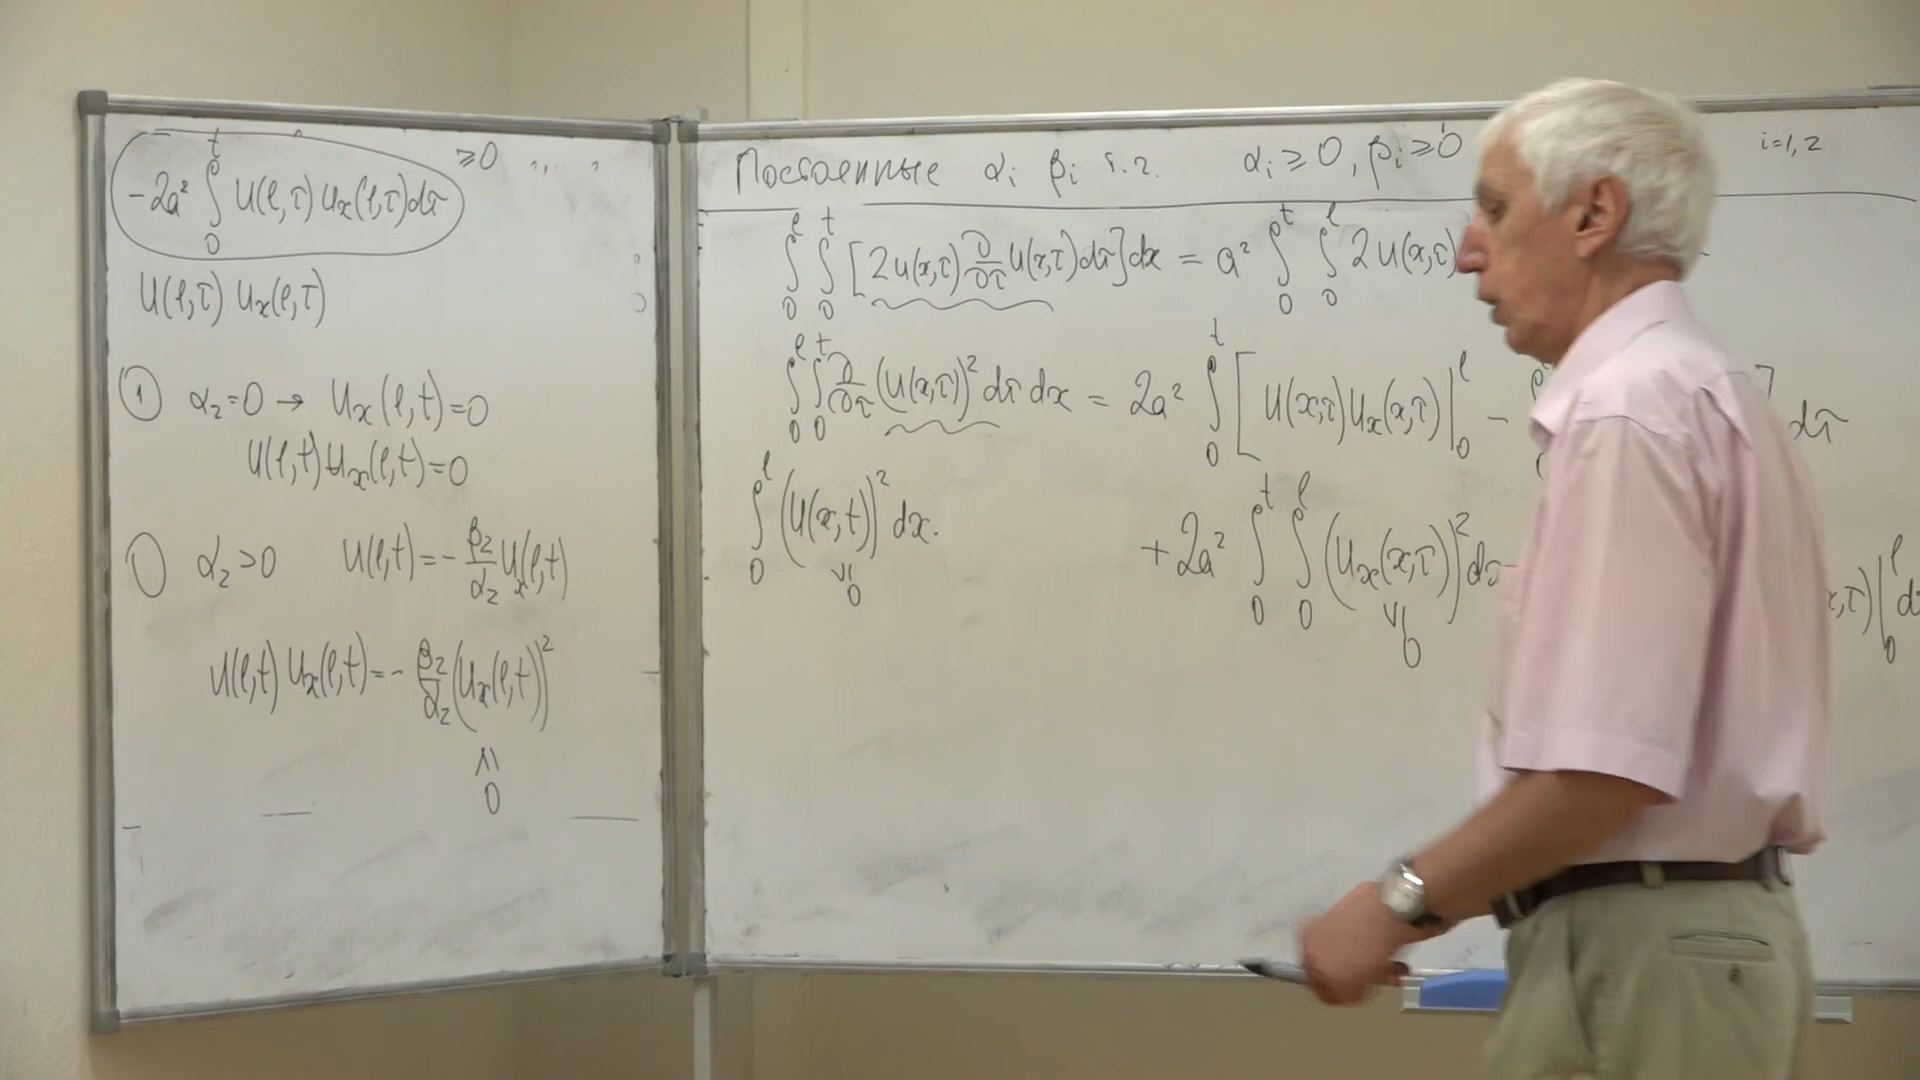 -2a² ∫₀ᵗ U(ℓ,τ) Uₓ(ℓ,τ)dτ ≥0
U(ℓ,τ) Uₓ(ℓ,τ)
① α₂=0 → Uₓ(ℓ,t)=0
U(ℓ,t)Uₓ(ℓ,t)=0
α₂>0 U(ℓ,t)=-β₂/α₂ Uₓ(ℓ,t)
U(ℓ,t) Uₓ(ℓ,t)=-β₂/α₂ (Uₓ(ℓ,t))²
≤
0
Постоянные αᵢ βᵢ т.г. αᵢ≥0, βᵢ≥0 i=1,2
∫₀ˡ ∫₀ᵗ [2u(x,τ) ∂/∂τ u(x,τ)dτ]dx = a² ∫₀ᵗ ∫₀ˡ 2u(x,τ)
∫₀ˡ ∫₀ᵗ ∂/∂τ (u(x,τ))² dτ dx = 2a² ∫₀ᵗ [U(x,τ)Uₓ(x,τ)|₀ˡ - ] dτ
∫₀ˡ (U(x,t))² dx. +2a² ∫₀ᵗ ∫₀ˡ (Uₓ(x,τ))² dx ,τ)|₀ˡ d
≥
0
≥
0